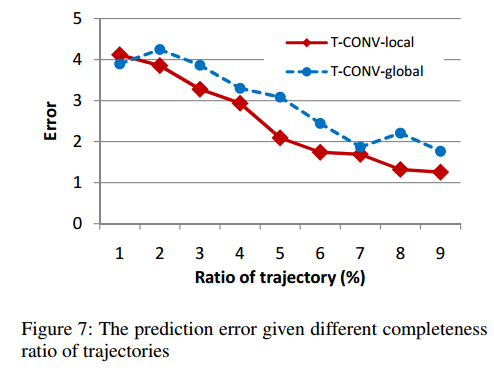 5
4
3
2
1
0
Error
T-CONV-local
T-CONV-global
1 2 3 4 5 6 7 8 9
Ratio of trajectory (%)
Figure 7: The prediction error given different completeness
ratio of trajectories